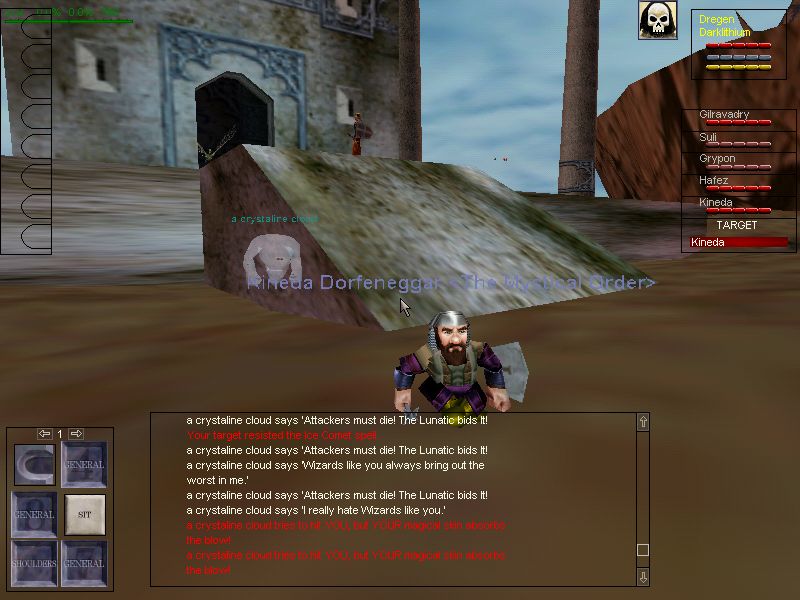 Dregen
Darklithium
Gilravadry
Suli
Grypon
Hafez
Kineda
TARGET
Kineda
a crystaline cloud
Kineda Dorfeneggar <The Mystical Order>
1
GENERAL
GENERAL
SIT
SHOULDERS
GENERAL
a crystaline cloud says 'Attackers must die! The Lunatic bids It!
Your target resisted the Ice Comet spell.
a crystaline cloud says 'Attackers must die! The Lunatic bids It!
a crystaline cloud says 'Wizards like you always bring out the
worst in me.'
a crystaline cloud says 'Attackers must die! The Lunatic bids It!
a crystaline cloud says 'I really hate Wizards like you.'
a crystaline cloud tries to hit YOU, but YOUR magical skin absorbs
the blow!
a crystaline cloud tries to hit YOU, but YOUR magical skin absorbs
the blow!